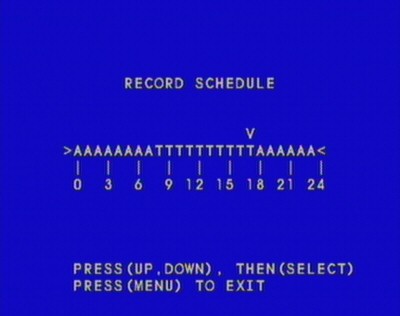 RECORD SCHEDULE
V
>AAAAAAAATTTTTTTTTTAAAAAA<
| | | | | | | | |
0 3 6 9 12 15 18 21 24
PRESS(UP,DOWN), THEN(SELECT)
PRESS(MENU) TO EXIT